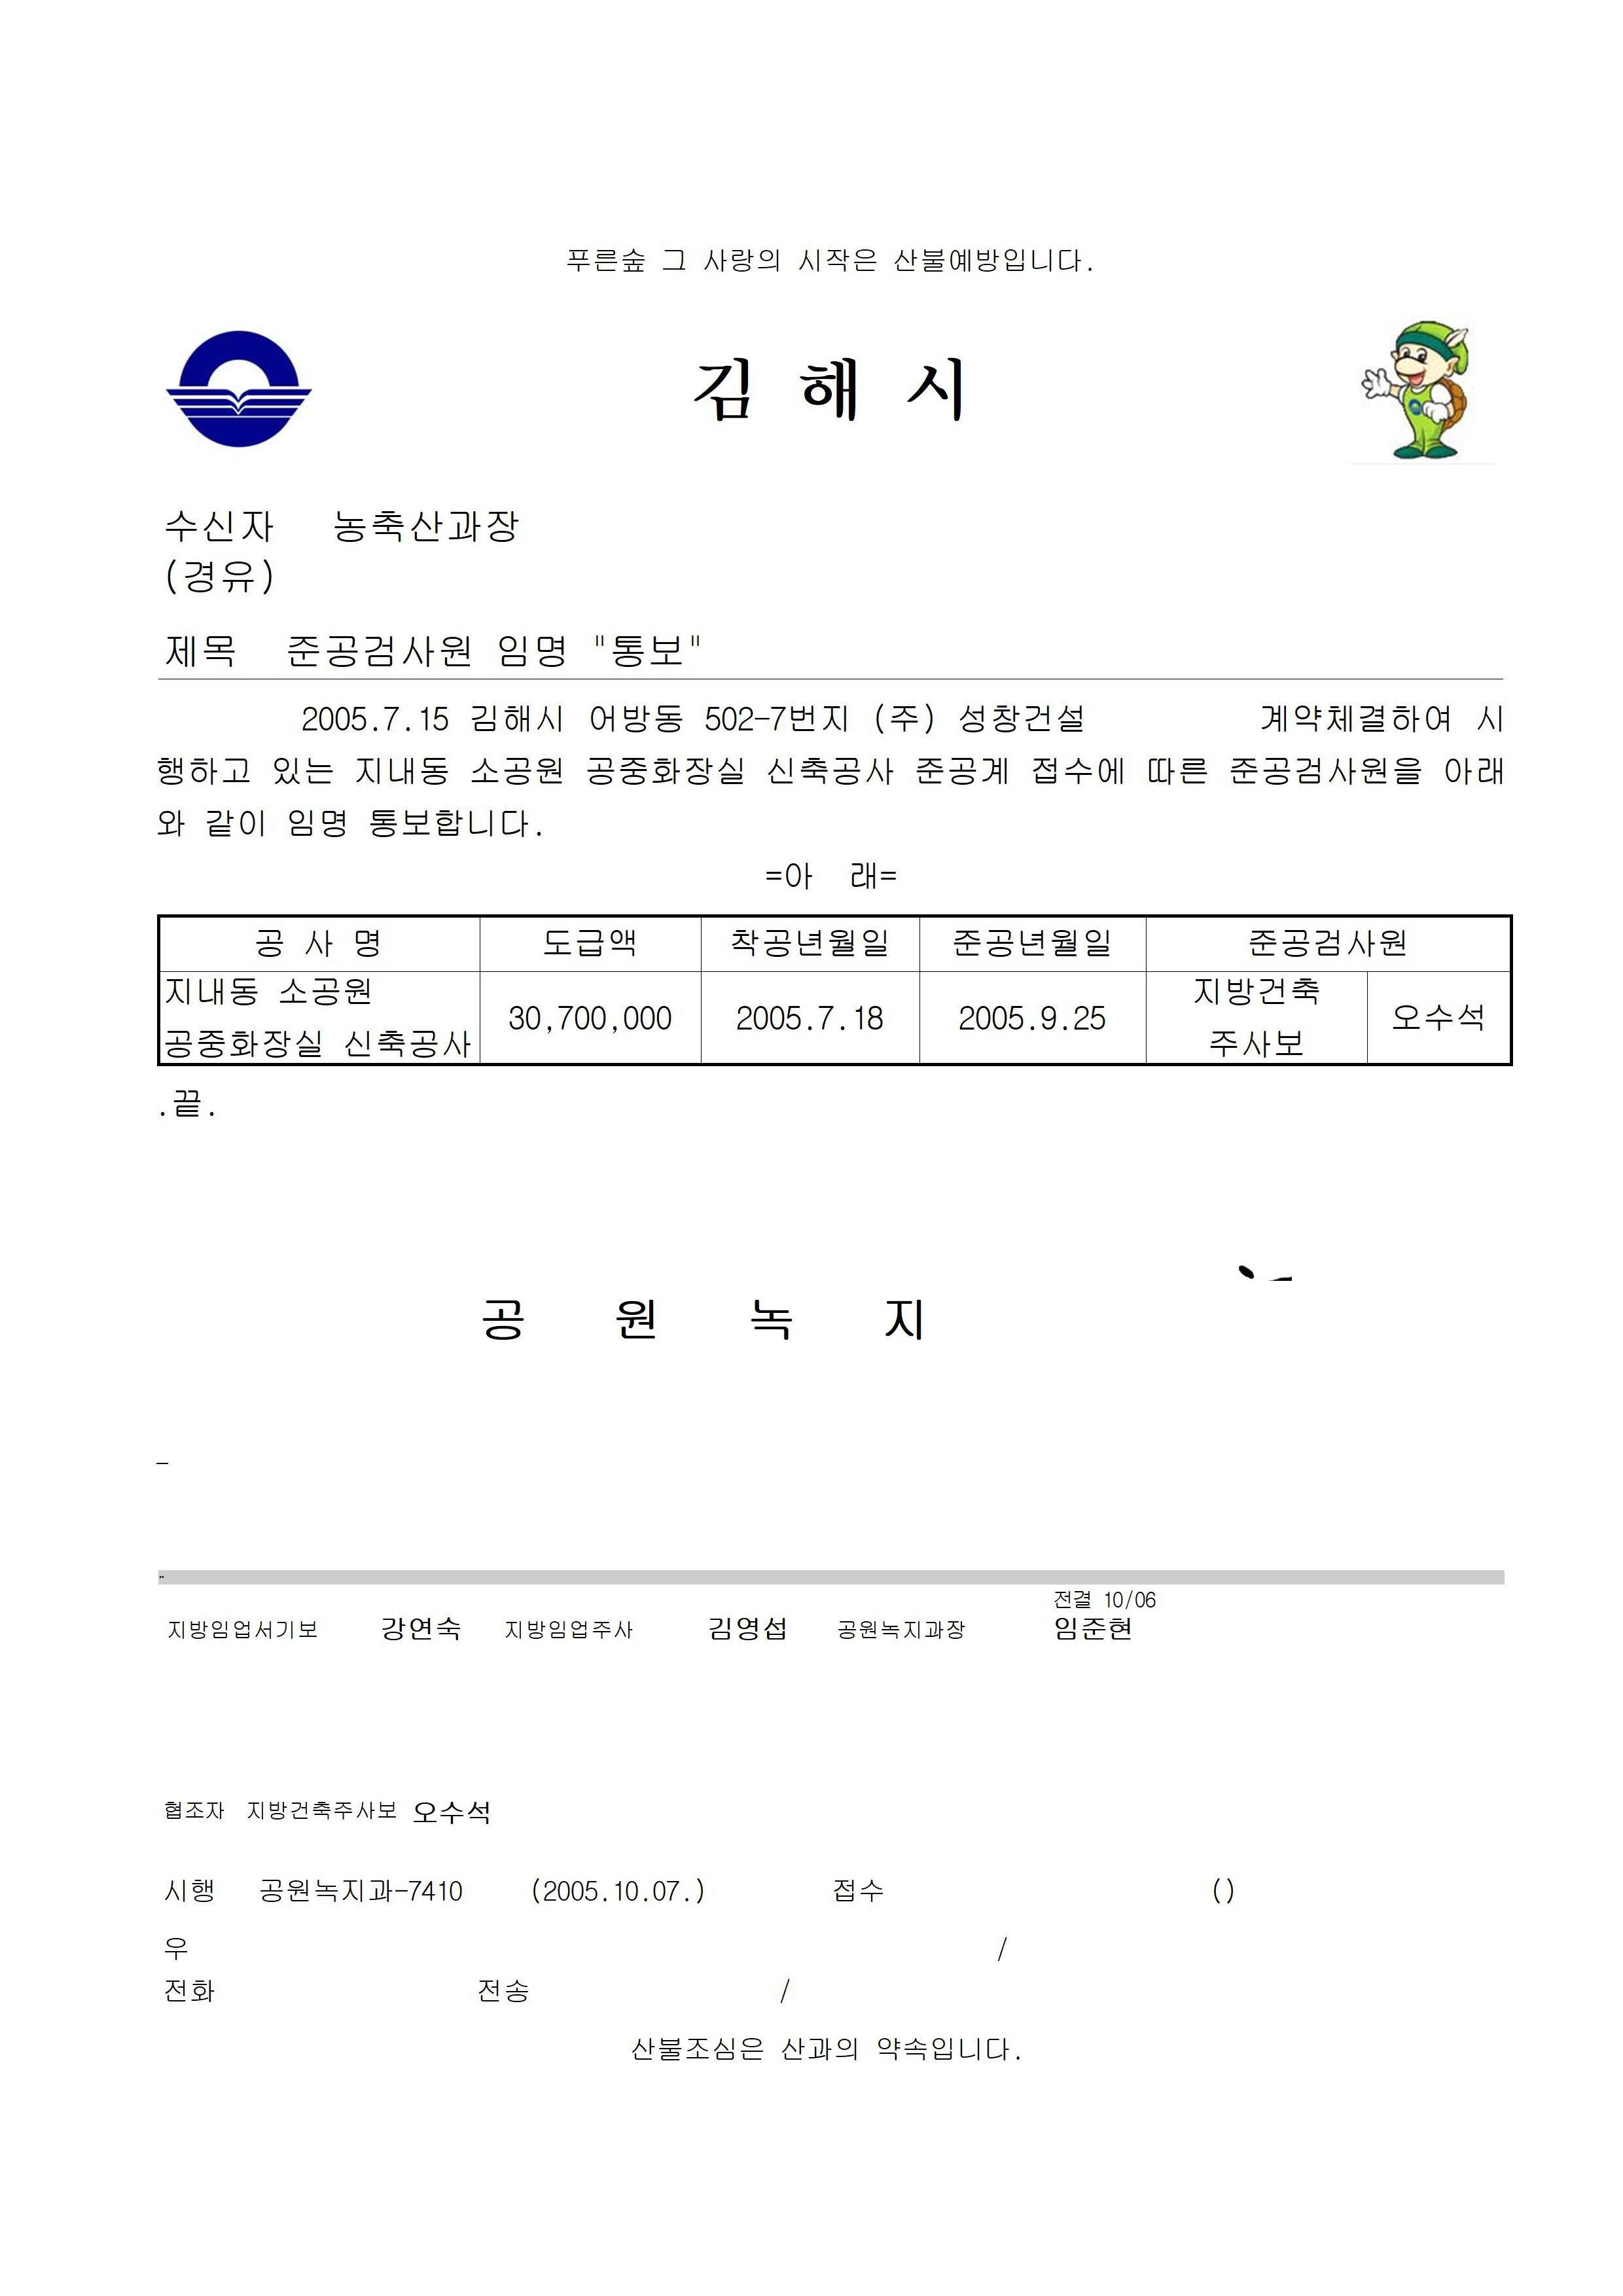 푸른숲 그 사랑의 시작은 산불예방입니다.
김 해 시
수신자 농축산과장
(경유)
제목 준공검사원 임명 "통보"
2005.7.15 김해시 어방동 502-7번지 (주) 성창건설 계약체결하여 시
행하고 있는 지내동 소공원 공중화장실 신축공사 준공계 접수에 따른 준공검사원을 아래
와 같이 임명 통보합니다.
=아 래=
공 사 명 도급액 착공년월일 준공년월일 준공검사원
지내동 소공원
공중화장실 신축공사 30,700,000 2005.7.18 2005.9.25 지방건축
주사보 오수석
.끝.
공 원 녹 지
전결 10/06
지방임업서기보 강연숙 지방임업주사 김영섭 공원녹지과장 임준현
협조자 지방건축주사보 오수석
시행 공원녹지과-7410 (2005.10.07.) 접수 ()
우 /
전화 전송 /
산불조심은 산과의 약속입니다.